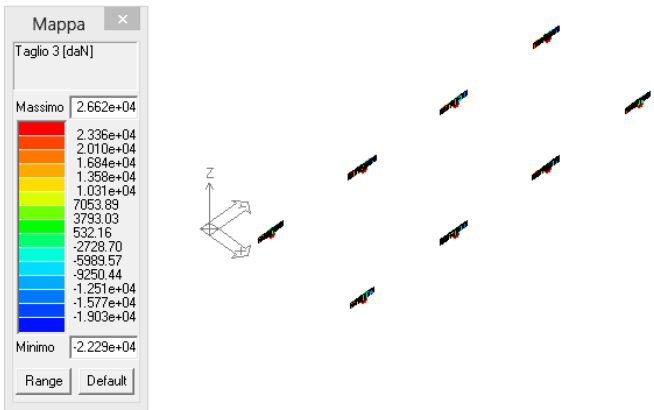 Mappa
Taglio 3 [daN]
Massimo 2.662e+04
2.336e+04
2.010e+04
1.684e+04
1.358e+04
1.031e+04
7053.89
3793.03
532.16
-2728.70
-5989.57
-9250.44
-1.251e+04
-1.577e+04
-1.903e+04
Minimo -2.229e+04
Range Default
Z